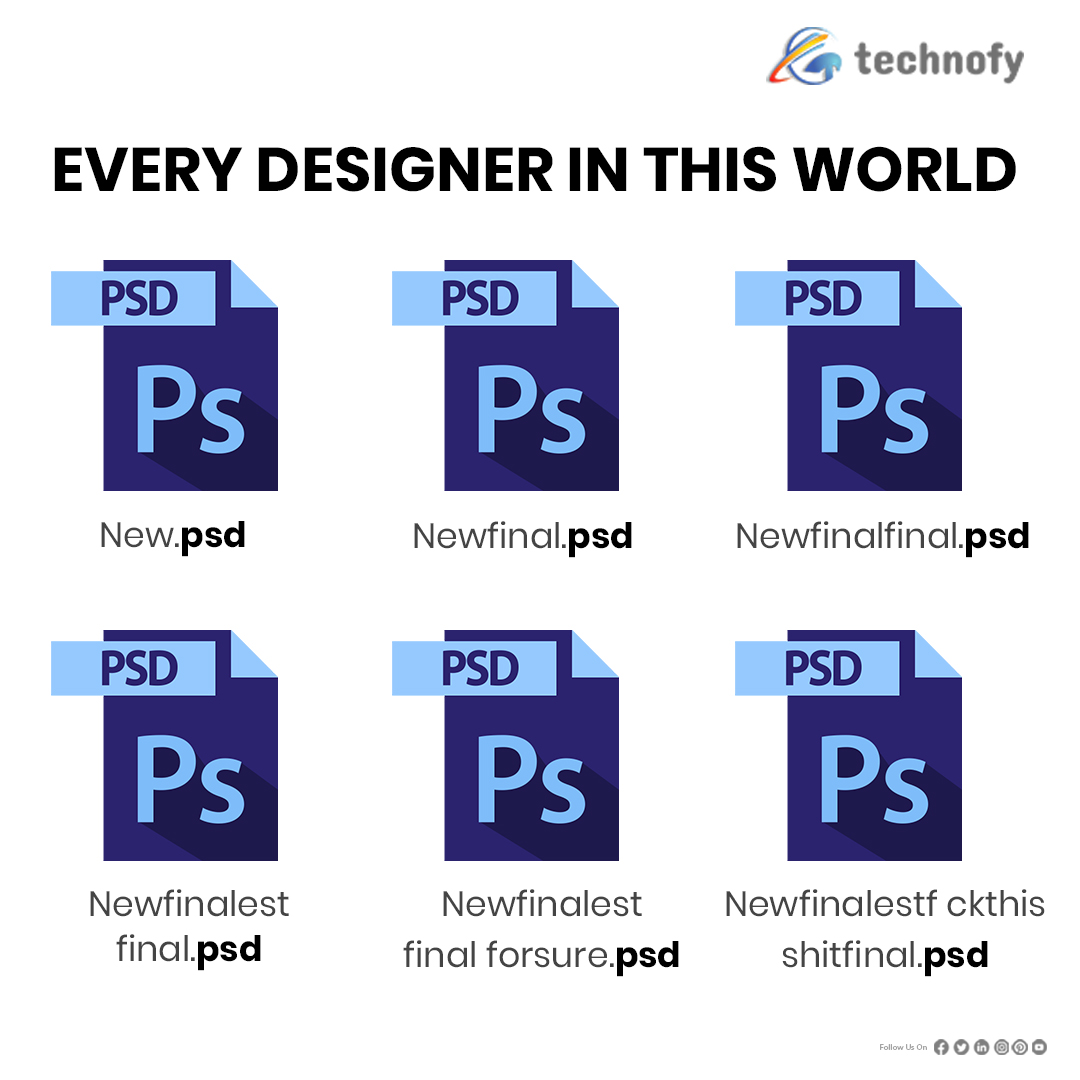 technofy
EVERY DESIGNER IN THIS WORLD
PSD
PSD
PSD
Ps
Ps
Ps
New.psd
Newfinal.psd
Newfinalfinal.psd
PSD
PSD
PSD
Ps
Ps
Ps
Newfinalest
final.psd
Newfinalest
final forsure.psd
Newfinalestf ckthis
shitfinal.psd
Follow Us On